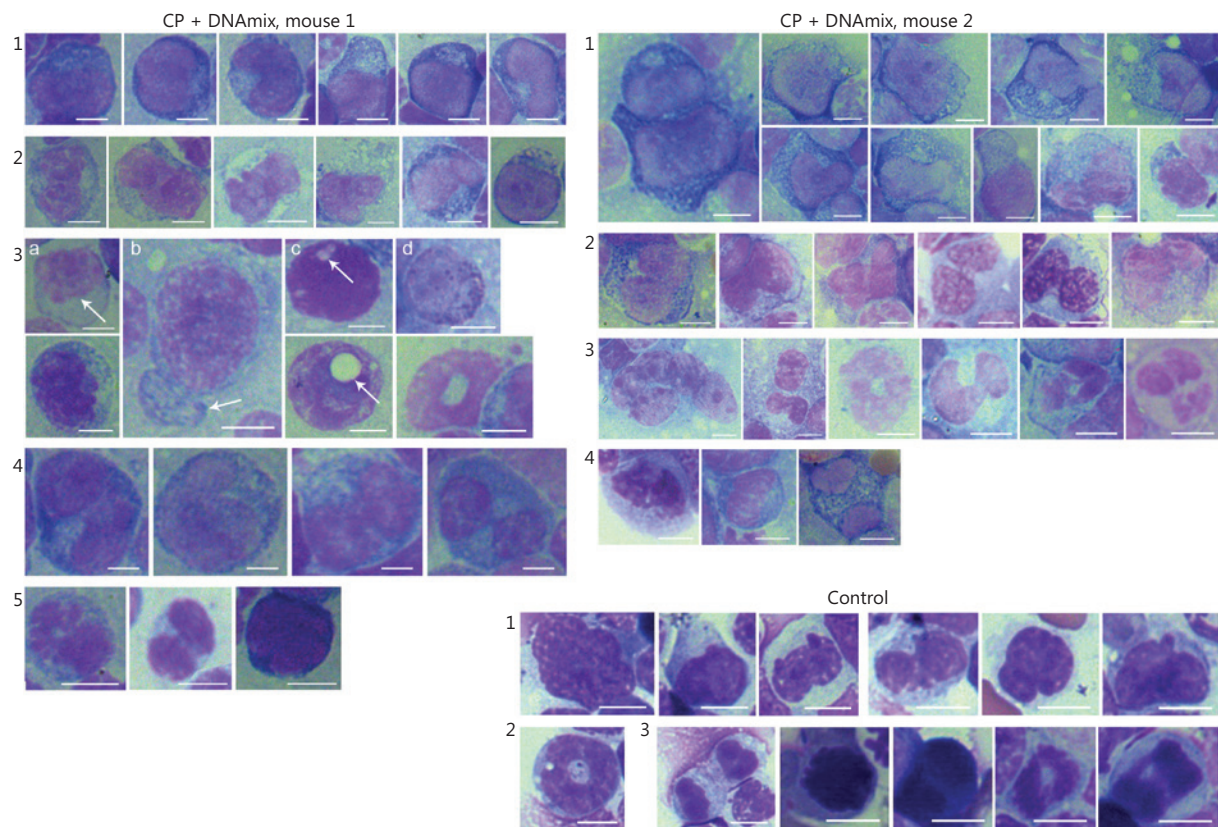 CP + DNAmix, mouse 1
1
2
3
a
b
c
d
4
5
CP + DNAmix, mouse 2
1
2
3
4
Control
1
2
3